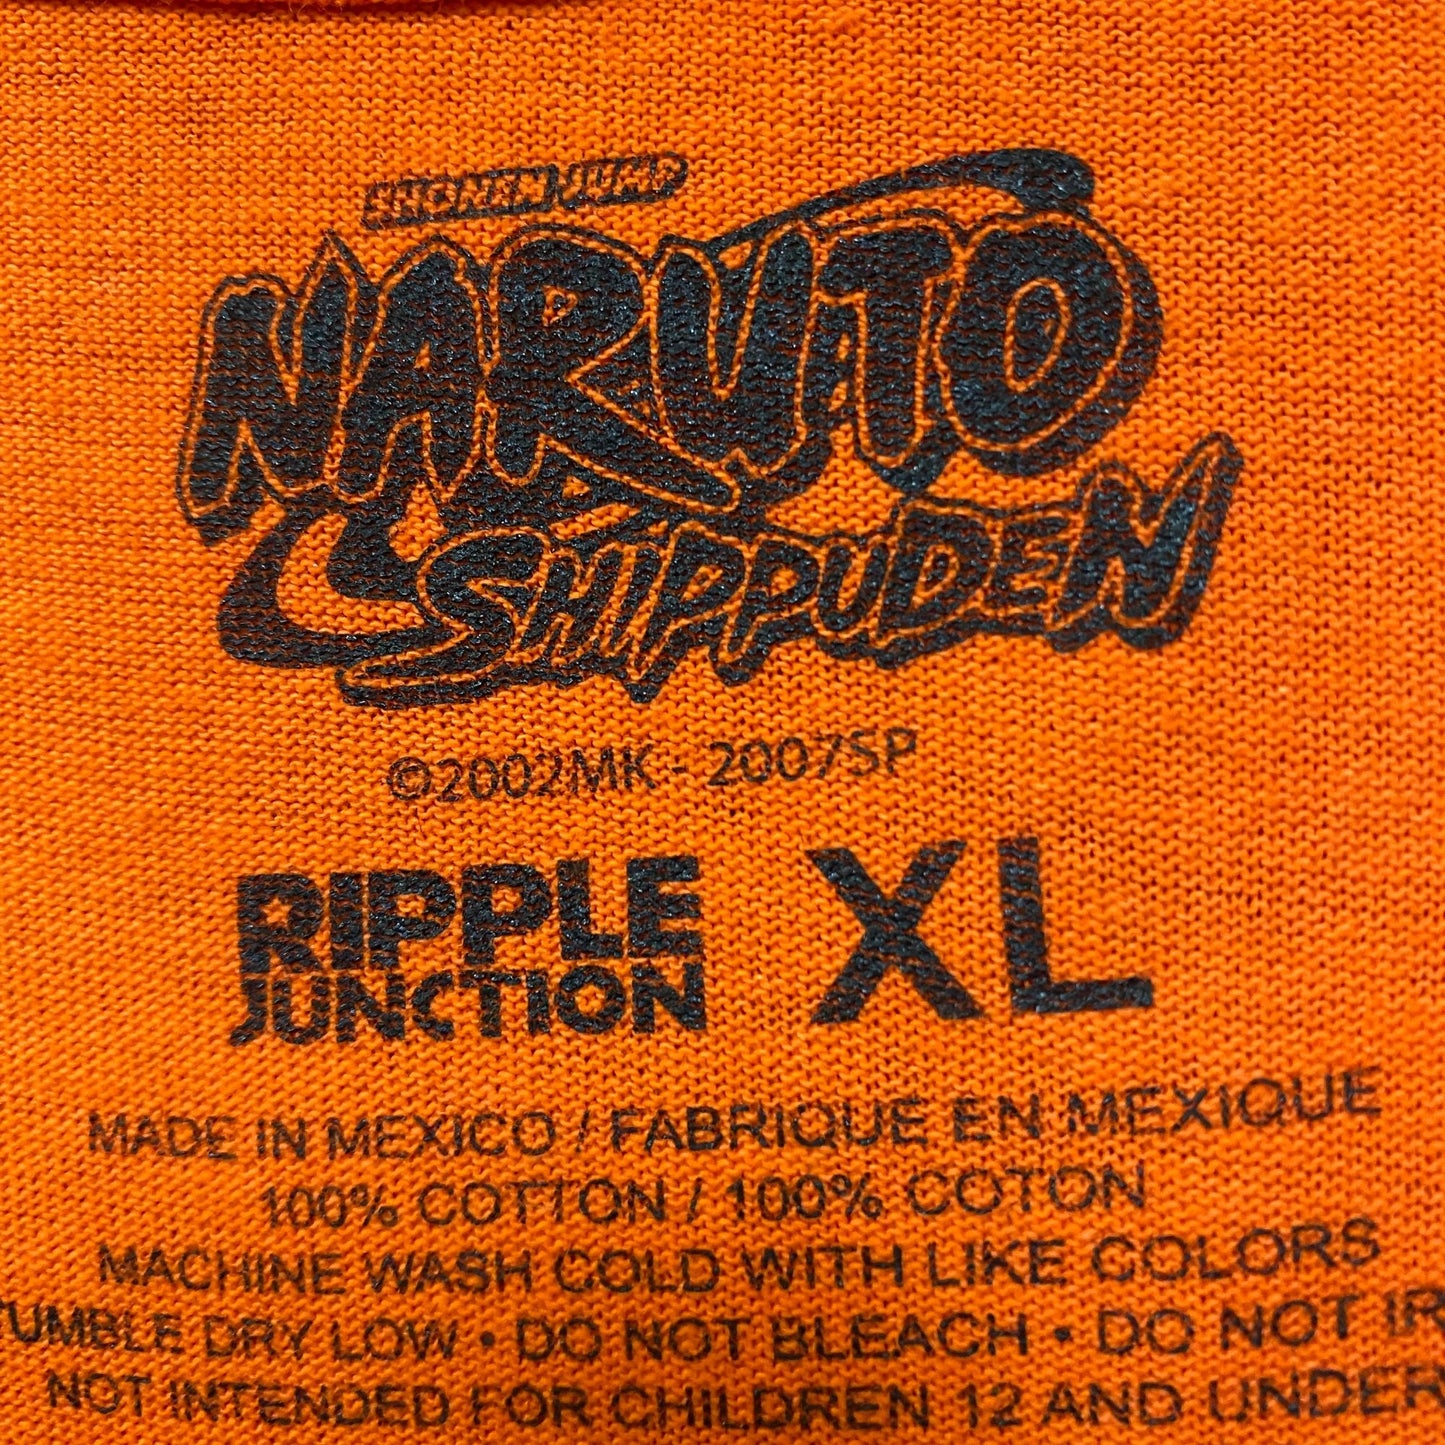 SHONEN JUMP
NARUTO
SHIPPUDEN
©2002MK - 2007SP
RIPPLE
JUNCTION
XL
MADE IN MEXICO / FABRIQUE EN MEXIQUE
100% COTTON / 100% COTON
MACHINE WASH COLD WITH LIKE COLORS
TUMBLE DRY LOW • DO NOT BLEACH • DO NOT IR
NOT INTENDED FOR CHILDREN 12 AND UNDER